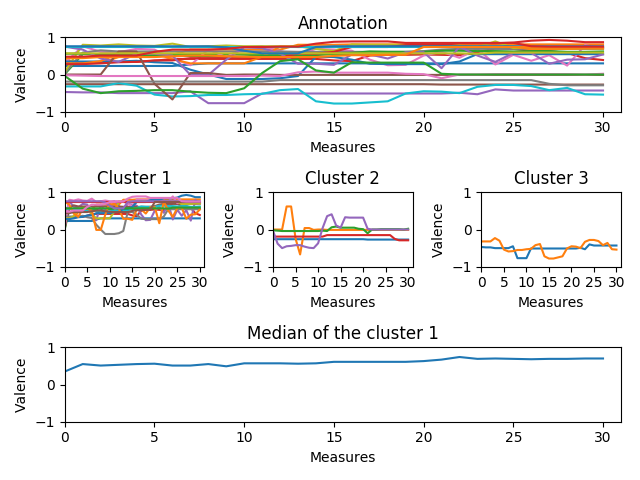 Annotation
Valence
1
0
−1
0 5 10 15 20 25 30
Measures
Cluster 1 Cluster 2 Cluster 3
Valence Valence Valence
1 1 1
0 0 0
−1 −1 −1
0 5 10 15 20 25 30 0 5 10 15 20 25 30 0 5 10 15 20 25 30
Measures Measures Measures
Median of the cluster 1
Valence
1
0
−1
0 5 10 15 20 25 30
Measures